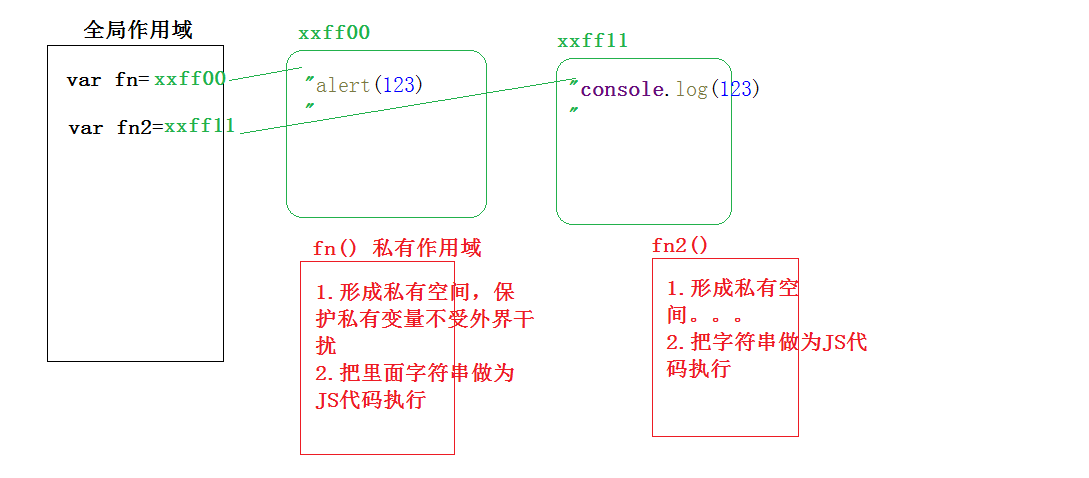 全局作用域
var fn=xxff00
var fn2=xxff11
xxff00
"alert(123)
"
xxff11
"console.log(123)
"
fn() 私有作用域
1.形成私有空间，保
护私有变量不受外界干
扰
2.把里面字符串做为
JS代码执行
fn2()
1.形成私有空
间。。。
2.把字符串做为JS代
码执行